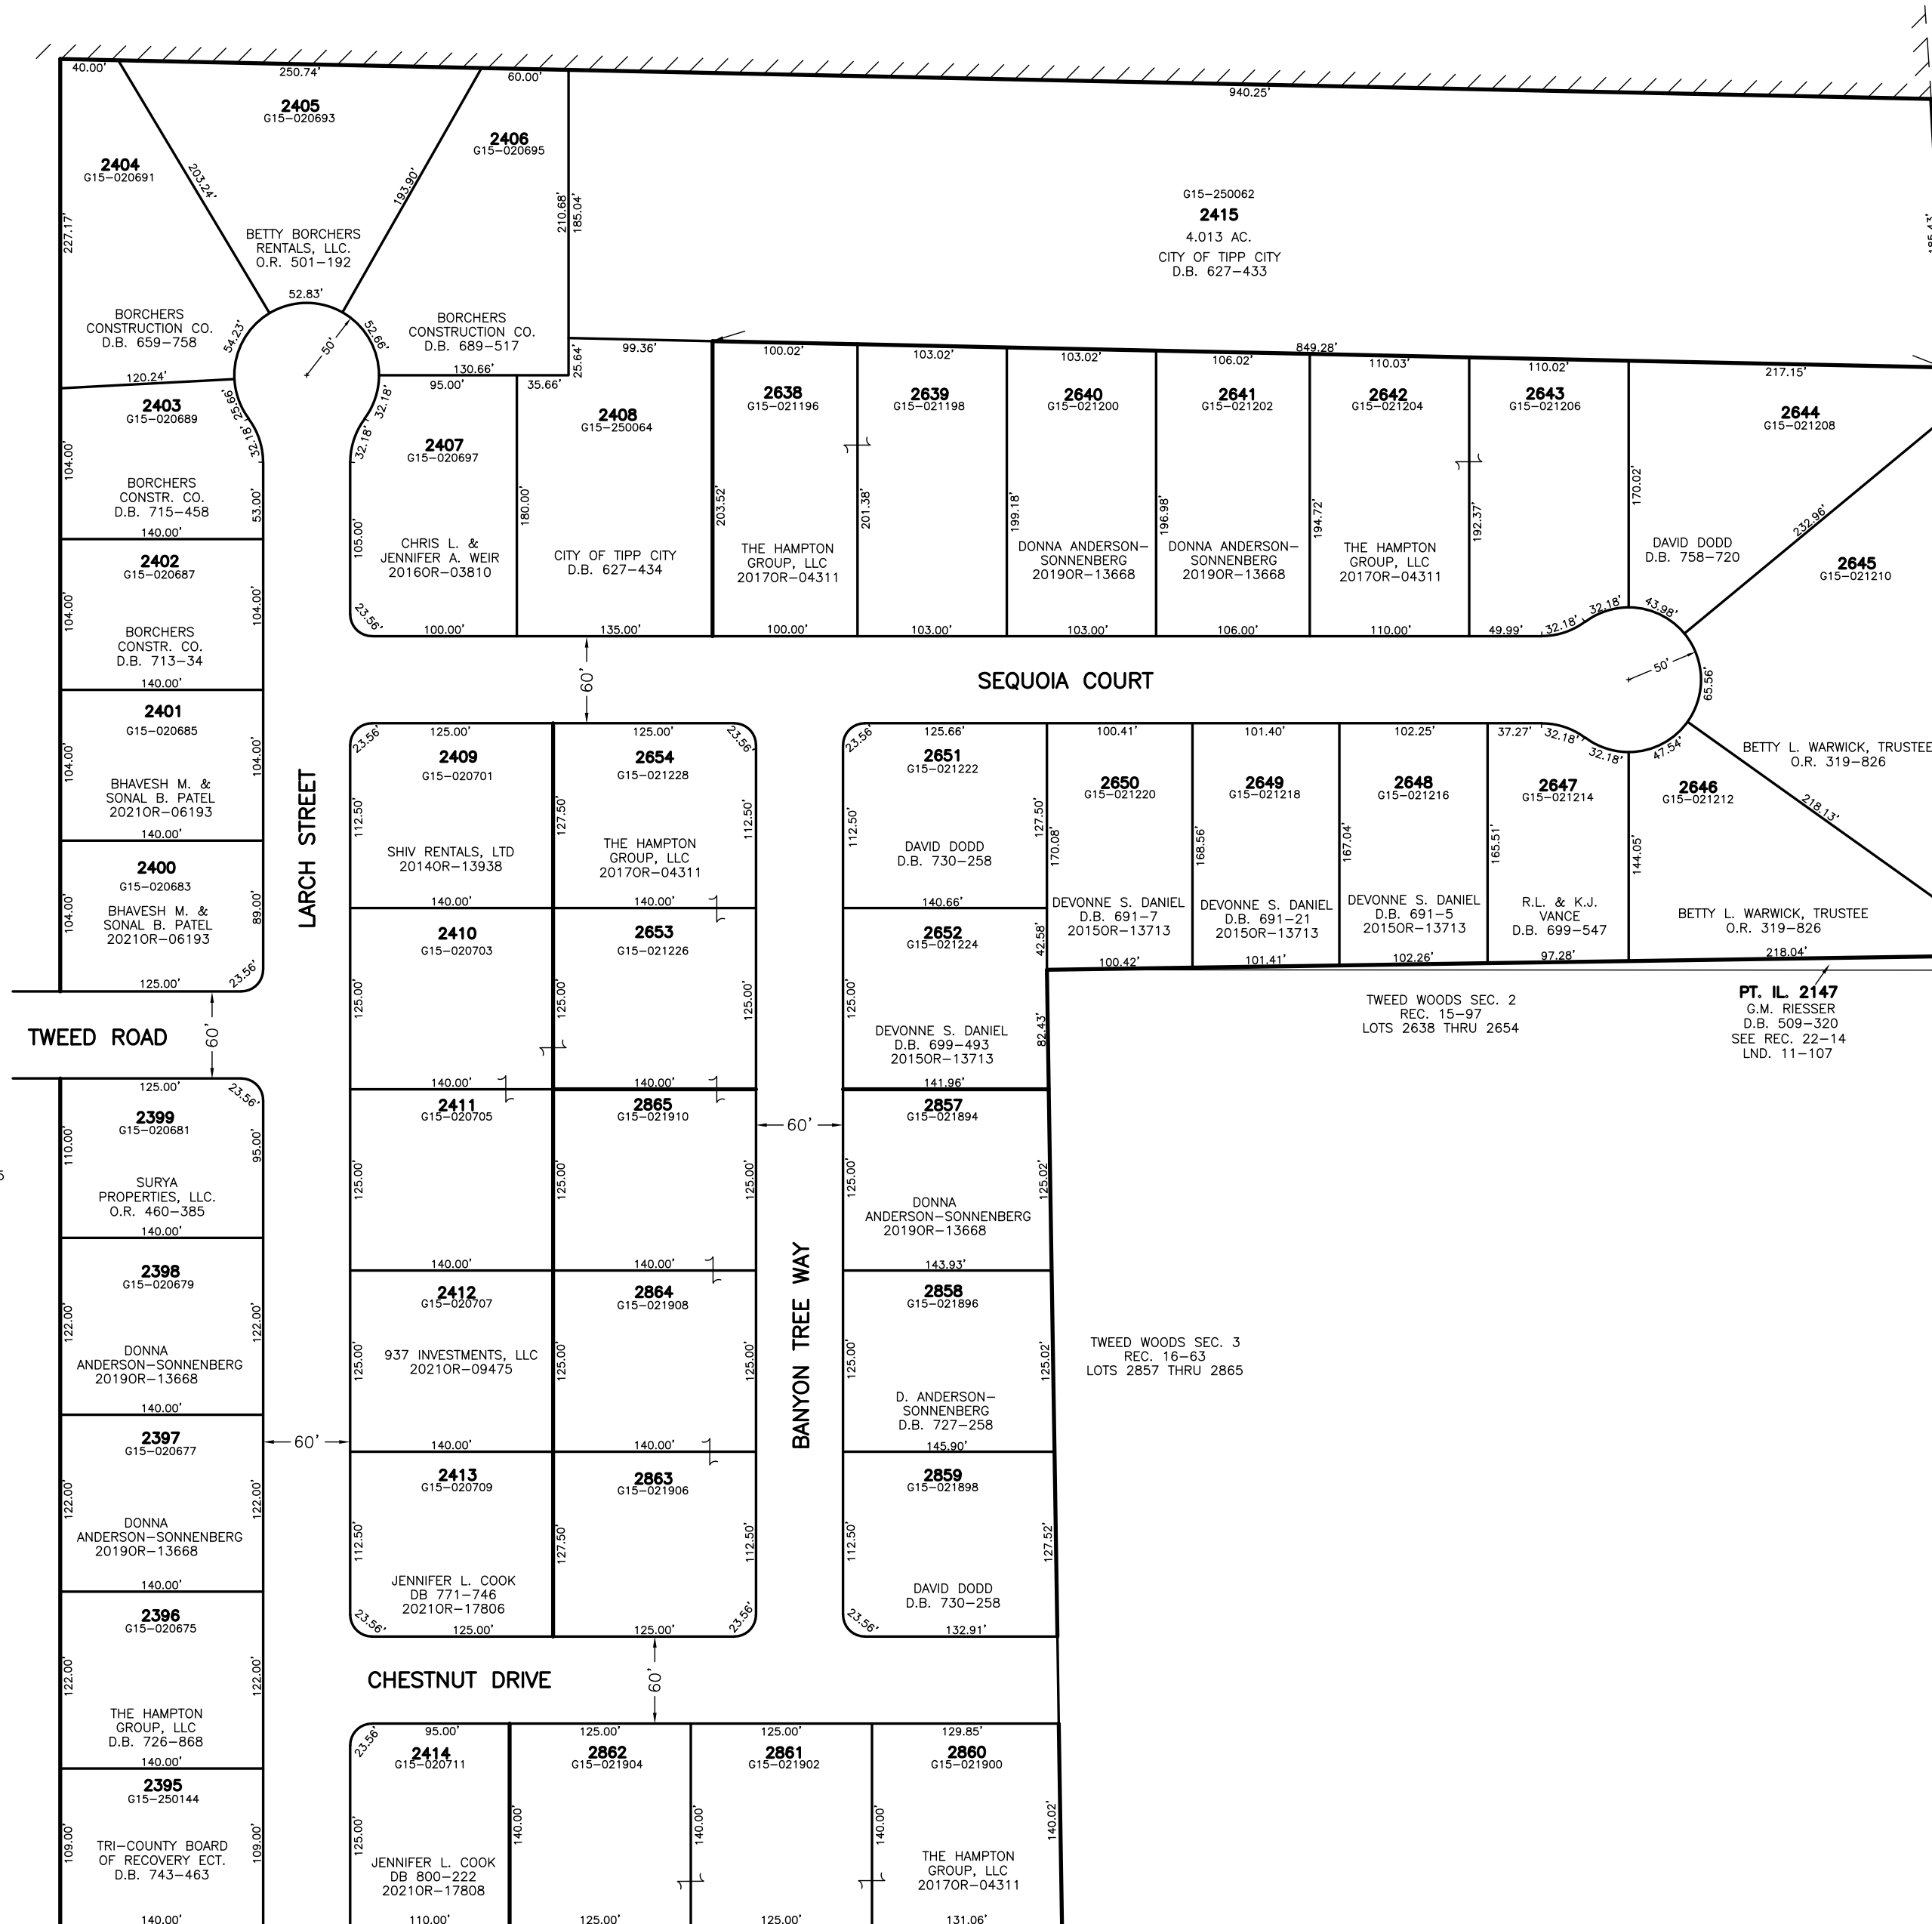 40.00'
250.74'
60.00'
940.25'
2404
G15-020691
203.24'
227.17'
BORCHERS
CONSTRUCTION CO.
D.B. 659-758
54.23'
120.24'
2405
G15-020693
193.90'
BETTY BORCHERS
RENTALS, LLC.
O.R. 501-192
52.83'
50'
2406
G15-020695
210.68'
185.04'
BORCHERS
CONSTRUCTION CO.
D.B. 689-517
52.66'
130.66'
G15-250062
2415
4.013 AC.
CITY OF TIPP CITY
D.B. 627-433
185.43'
849.28'
2403
G15-020689
25.66'
32.18'
104.00'
BORCHERS
CONSTR. CO.
D.B. 715-458
53.00'
140.00'
2402
G15-020687
104.00'
104.00'
BORCHERS
CONSTR. CO.
D.B. 713-34
140.00'
2401
G15-020685
104.00'
104.00'
BHAVESH M. &
SONAL B. PATEL
2021OR-06193
140.00'
2400
G15-020683
104.00'
89.00'
BHAVESH M. &
SONAL B. PATEL
2021OR-06193
125.00'
23.56'
95.00'
32.18'
32.18'
2407
G15-020697
105.00'
180.00'
CHRIS L. &
JENNIFER A. WEIR
2016OR-03810
23.56'
100.00'
35.66'
25.64'
99.36'
2408
G15-250064
CITY OF TIPP CITY
D.B. 627-434
135.00'
100.02'
2638
G15-021196
203.52'
THE HAMPTON
GROUP, LLC
2017OR-04311
100.00'
103.02'
2639
G15-021198
201.38'
103.00'
103.02'
2640
G15-021200
199.18'
DONNA ANDERSON-
SONNENBERG
2019OR-13668
103.00'
106.02'
2641
G15-021202
196.98'
DONNA ANDERSON-
SONNENBERG
2019OR-13668
106.00'
110.03'
2642
G15-021204
194.72'
THE HAMPTON
GROUP, LLC
2017OR-04311
110.00'
110.02'
2643
G15-021206
192.37'
49.99'
32.18'
32.18'
170.02'
217.15'
2644
G15-021208
232.96'
DAVID DODD
D.B. 758-720
43.98'
2645
G15-021210
50'
65.56'
BETTY L. WARWICK, TRUSTEE
O.R. 319-826
60'
SEQUOIA COURT
LARCH STREET
125.00'
23.56'
2409
G15-020701
112.50'
SHIV RENTALS, LTD
2014OR-13938
140.00'
125.00'
23.56'
2654
G15-021228
127.50'
112.50'
THE HAMPTON
GROUP, LLC
2017OR-04311
140.00'
23.56'
125.66'
2651
G15-021222
112.50'
127.50'
DAVID DODD
D.B. 730-258
140.66'
100.41'
2650
G15-021220
170.08'
DEVONNE S. DANIEL
D.B. 691-7
2015OR-13713
100.42'
101.40'
2649
G15-021218
168.56'
DEVONNE S. DANIEL
D.B. 691-21
2015OR-13713
101.41'
102.25'
2648
G15-021216
167.04'
DEVONNE S. DANIEL
D.B. 691-5
2015OR-13713
102.26'
37.27'
32.18'
32.18'
2647
G15-021214
165.51'
R.L. & K.J.
VANCE
D.B. 699-547
97.28'
47.54'
2646
G15-021212
144.05'
218.13'
BETTY L. WARWICK, TRUSTEE
O.R. 319-826
218.04'
2410
G15-020703
125.00'
140.00'
2653
G15-021226
125.00'
125.00'
140.00'
2652
G15-021224
125.00'
42.58'
82.43'
DEVONNE S. DANIEL
D.B. 699-493
2015OR-13713
141.96'
TWEED WOODS SEC. 2
REC. 15-97
LOTS 2638 THRU 2654
PT. IL. 2147
G.M. RIESSER
D.B. 509-320
SEE REC. 22-14
LND. 11-107
TWEED ROAD
60'
125.00'
23.56'
2399
G15-020681
110.00'
95.00'
SURYA
PROPERTIES, LLC.
O.R. 460-385
140.00'
2411
G15-020705
125.00'
140.00'
2865
G15-021910
125.00'
125.00'
140.00'
60'
2857
G15-021894
125.00'
125.02'
DONNA
ANDERSON-SONNENBERG
2019OR-13668
143.93'
2398
G15-020679
122.00'
122.00'
DONNA
ANDERSON-SONNENBERG
2019OR-13668
140.00'
2412
G15-020707
125.00'
937 INVESTMENTS, LLC
2021OR-09475
140.00'
2864
G15-021908
125.00'
125.00'
140.00'
BANYON TREE WAY
2858
G15-021896
125.00'
125.02'
D. ANDERSON-
SONNENBERG
D.B. 727-258
145.90'
TWEED WOODS SEC. 3
REC. 16-63
LOTS 2857 THRU 2865
60'
2397
G15-020677
122.00'
122.00'
DONNA
ANDERSON-SONNENBERG
2019OR-13668
140.00'
2413
G15-020709
112.50'
JENNIFER L. COOK
DB 771-746
2021OR-17806
23.56'
125.00'
2863
G15-021906
127.50'
112.50'
23.56'
125.00'
2859
G15-021898
112.50'
127.52'
DAVID DODD
D.B. 730-258
23.56'
132.91'
2396
G15-020675
122.00'
122.00'
THE HAMPTON
GROUP, LLC
D.B. 726-868
140.00'
CHESTNUT DRIVE
60'
2395
G15-250144
109.00'
109.00'
TRI-COUNTY BOARD
OF RECOVERY ECT.
D.B. 743-463
140.00'
23.56'
95.00'
2414
G15-020711
125.00'
JENNIFER L. COOK
DB 800-222
2021OR-17808
110.00'
125.00'
2862
G15-021904
140.00'
125.00'
125.00'
2861
G15-021902
140.00'
125.00'
129.85'
2860
G15-021900
140.00'
140.02'
THE HAMPTON
GROUP, LLC
2017OR-04311
131.06'